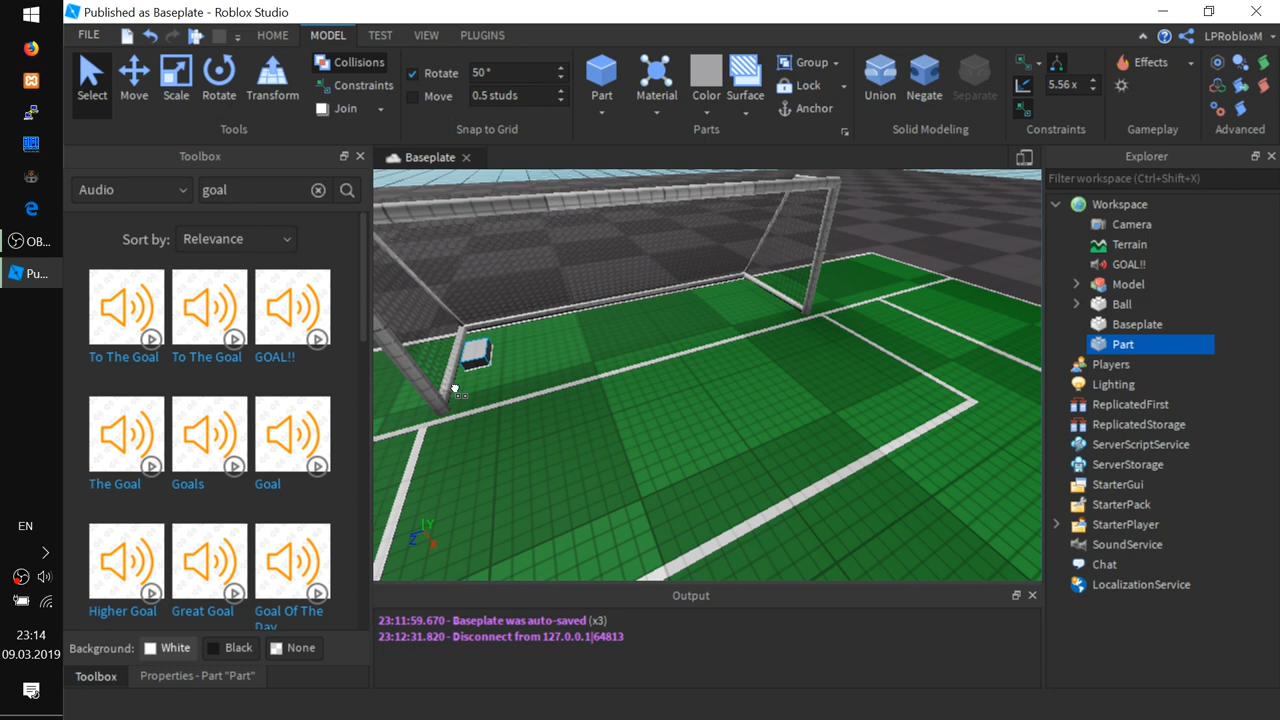 Published as Baseplate - Roblox Studio
FILE
HOME
MODEL
TEST
VIEW
PLUGINS
LPRobloxM
Select
Move
Scale
Rotate
Transform
Collisions
Constraints
Join
Tools
Rotate
50 °
Move
0.5 studs
Snap to Grid
Part
Material
Color
Surface
Group
Lock
Anchor
Parts
Union
Negate
Separate
Solid Modeling
5.56 x
Constraints
Effects
Gameplay
Advanced
Toolbox
Audio
goal
Sort by:
Relevance
To The Goal
To The Goal
GOAL!!
The Goal
Goals
Goal
Higher Goal
Great Goal
Goal Of The
Day
Background:
White
Black
None
Toolbox
Properties - Part "Part"
Baseplate
Y
Z
X
Output
23:11:59.670 - Baseplate was auto-saved (x3)
23:12:31.820 - Disconnect from 127.0.0.1|64813
Explorer
Filter workspace (Ctrl+Shift+X)
Workspace
Camera
Terrain
GOAL!!
Model
Ball
Baseplate
Part
Players
Lighting
ReplicatedFirst
ReplicatedStorage
ServerScriptService
ServerStorage
StarterGui
StarterPack
StarterPlayer
SoundService
Chat
LocalizationService
OB...
Pu...
EN
23:14
09.03.2019